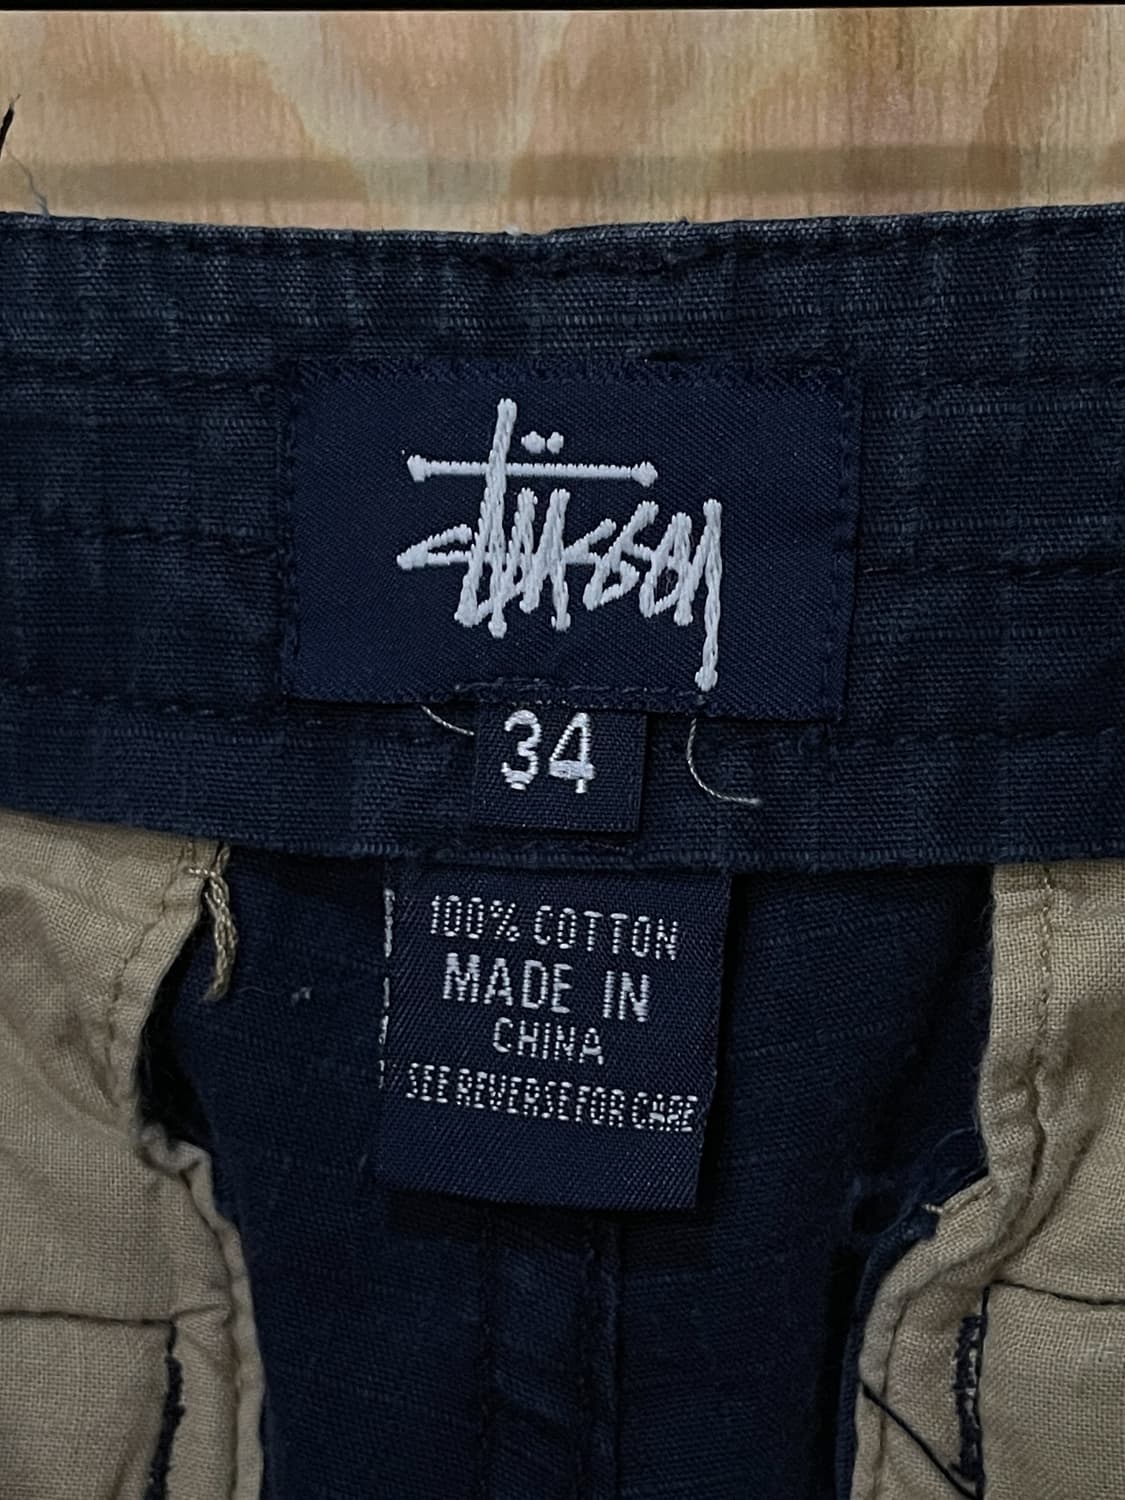 Stüssy
34
100% COTTON
MADE IN
CHINA
SEE REVERSE FOR CARE